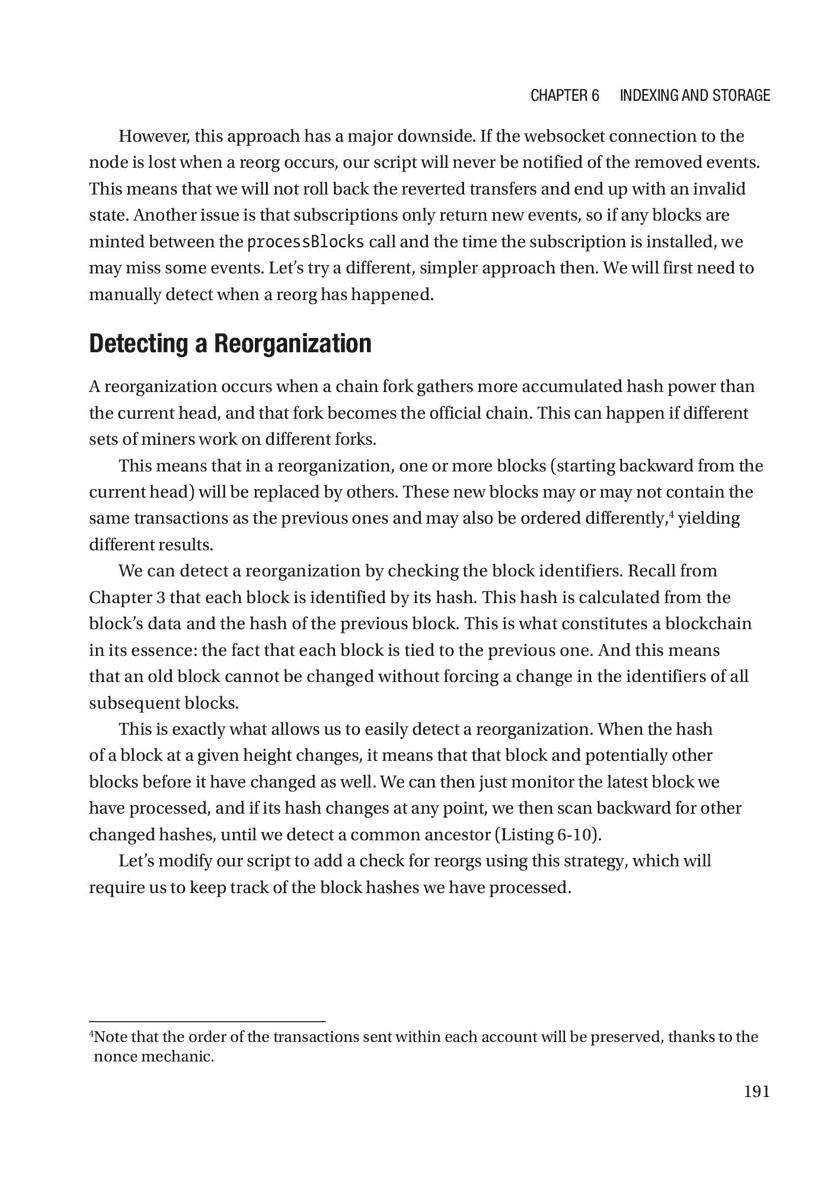 CHAPTER 6 INDEXING AND STORAGE
However, this approach has a major downside. If the websocket connection to the
node is lost when a reorg occurs, our script will never be notified of the removed events.
This means that we will not roll back the reverted transfers and end up with an invalid
state. Another issue is that subscriptions only return new events, so if any blocks are
minted between the processBlocks call and the time the subscription is installed, we
may miss some events. Let’s try a different, simpler approach then. We will first need to
manually detect when a reorg has happened.
Detecting a Reorganization
A reorganization occurs when a chain fork gathers more accumulated hash power than
the current head, and that fork becomes the official chain. This can happen if different
sets of miners work on different forks.
This means that in a reorganization, one or more blocks (starting backward from the
current head) will be replaced by others. These new blocks may or may not contain the
same transactions as the previous ones and may also be ordered differently,⁴ yielding
different results.
We can detect a reorganization by checking the block identifiers. Recall from
Chapter 3 that each block is identified by its hash. This hash is calculated from the
block’s data and the hash of the previous block. This is what constitutes a blockchain
in its essence: the fact that each block is tied to the previous one. And this means
that an old block cannot be changed without forcing a change in the identifiers of all
subsequent blocks.
This is exactly what allows us to easily detect a reorganization. When the hash
of a block at a given height changes, it means that that block and potentially other
blocks before it have changed as well. We can then just monitor the latest block we
have processed, and if its hash changes at any point, we then scan backward for other
changed hashes, until we detect a common ancestor (Listing 6-10).
Let’s modify our script to add a check for reorgs using this strategy, which will
require us to keep track of the block hashes we have processed.
⁴Note that the order of the transactions sent within each account will be preserved, thanks to the
nonce mechanic.
191